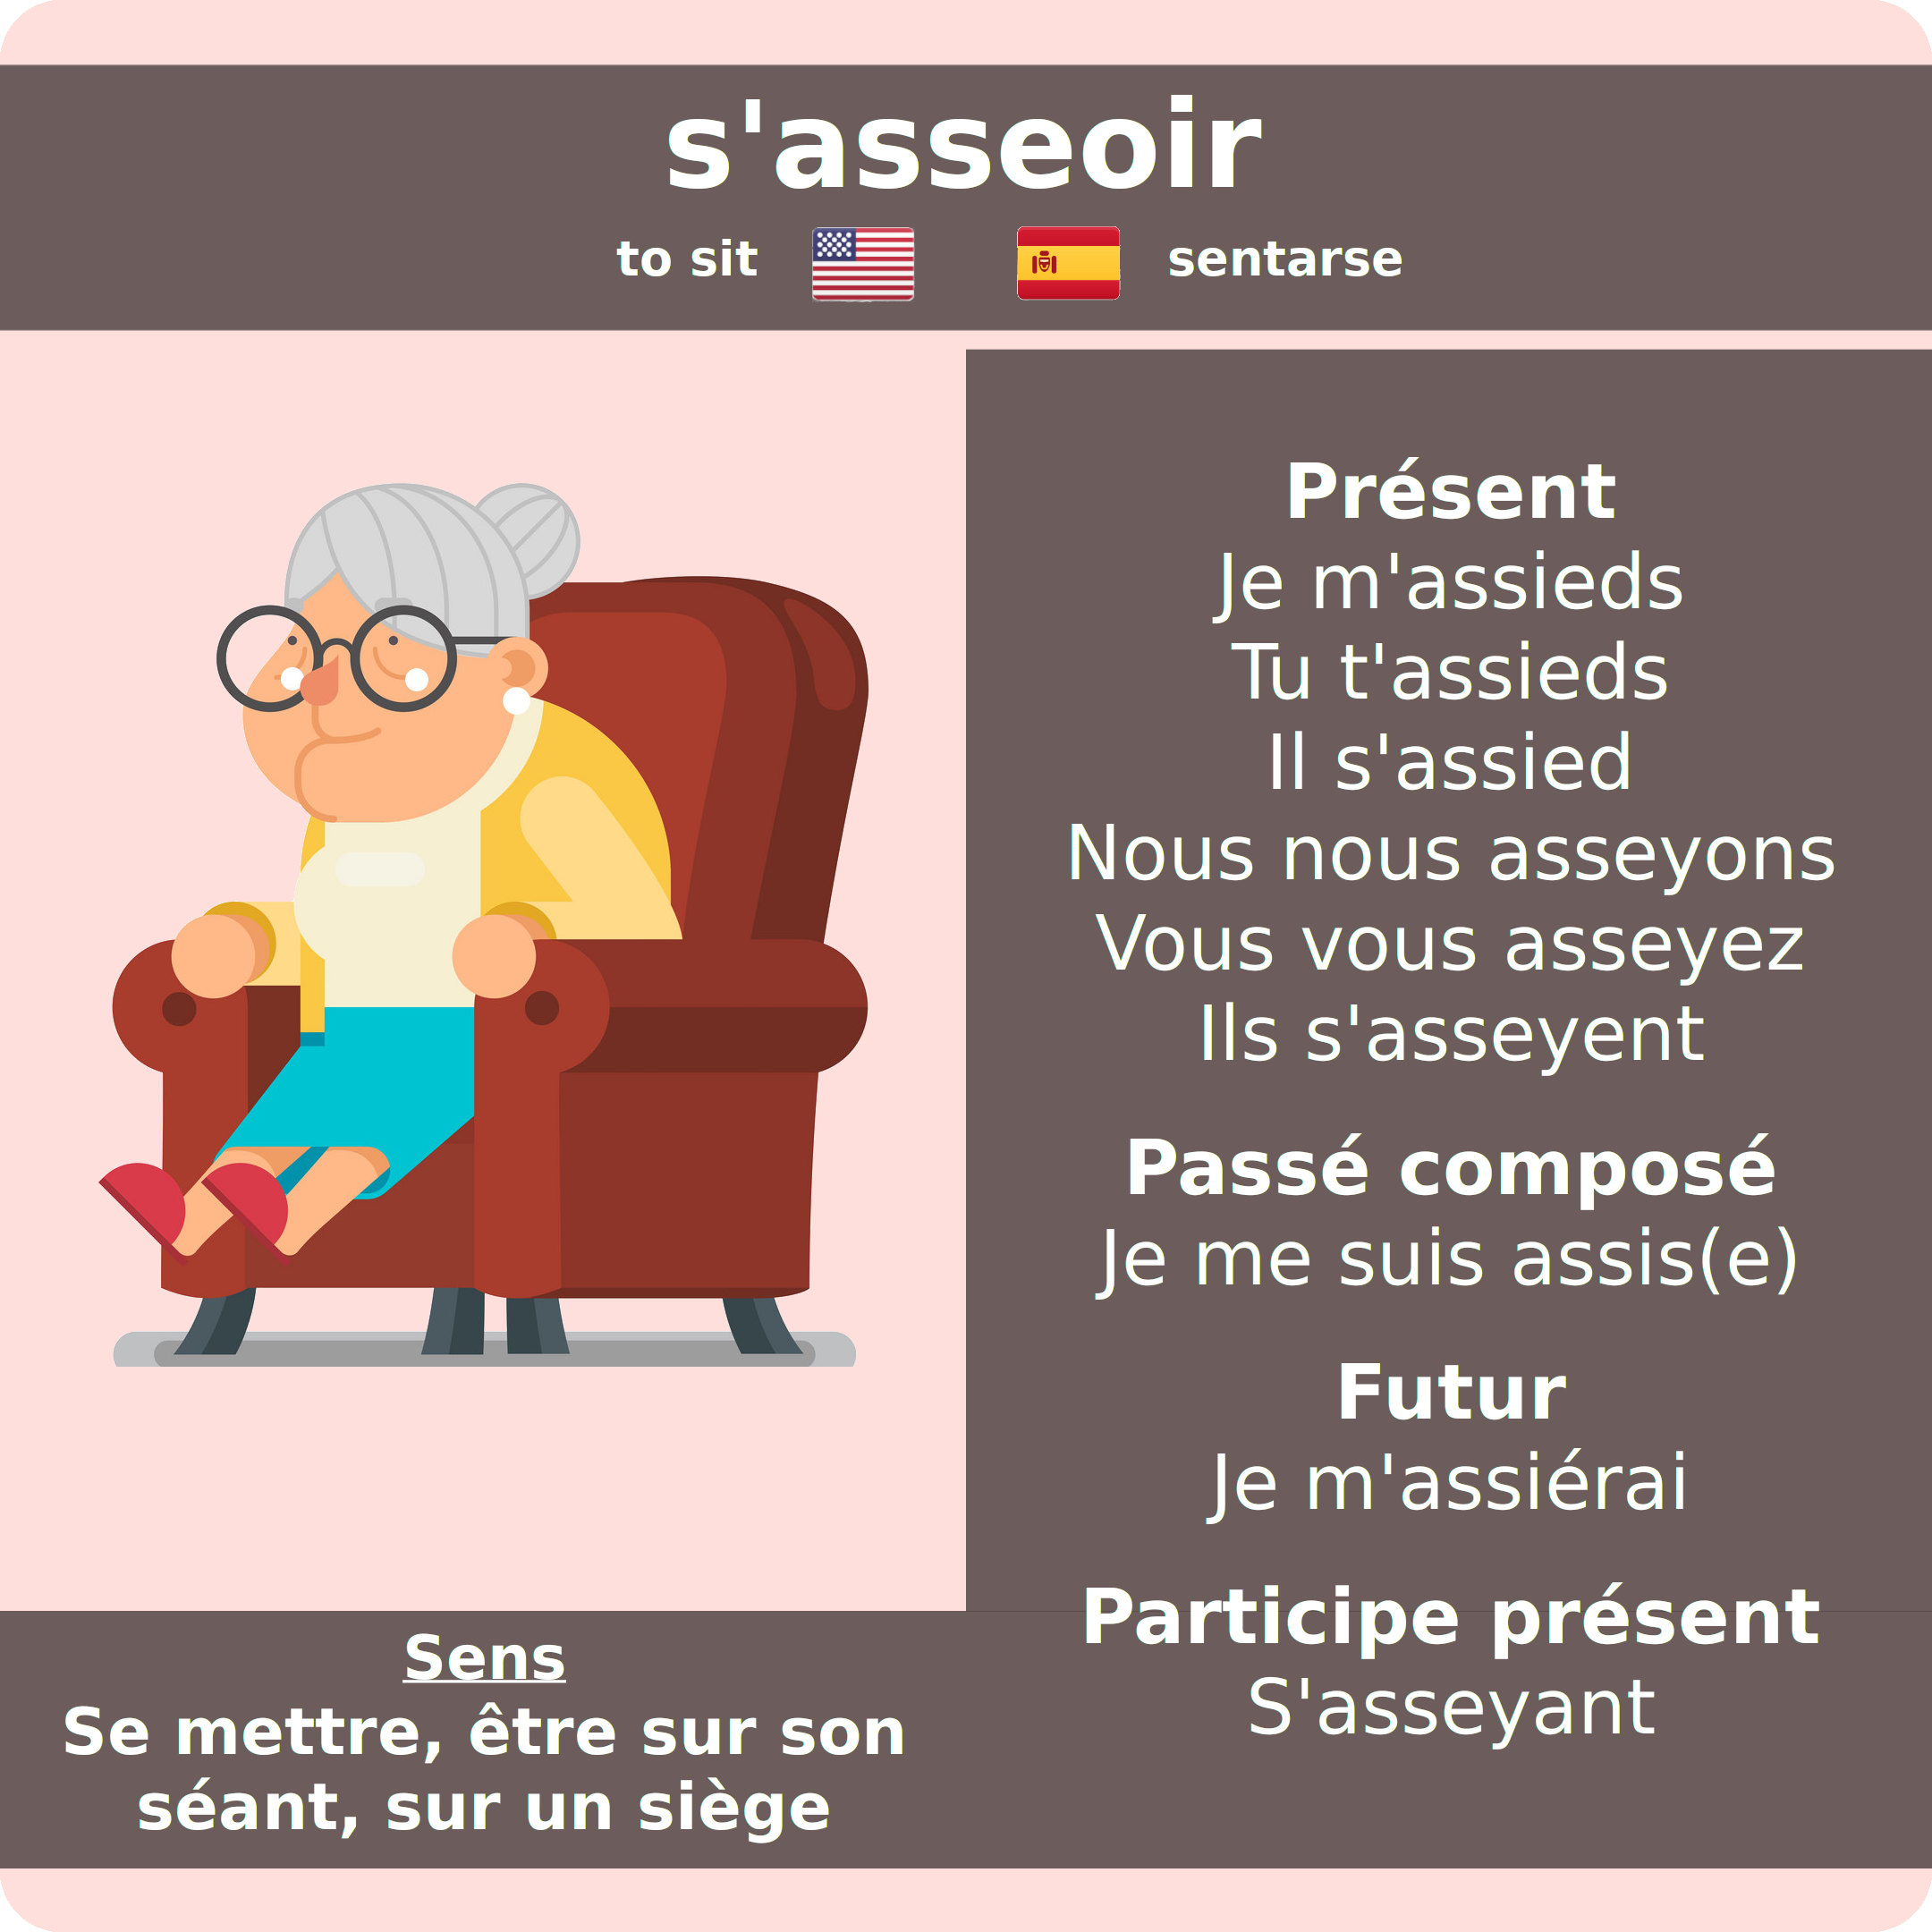 s'asseoir
to sit
sentarse
Présent
Je m'assieds
Tu t'assieds
Il s'assied
Nous nous asseyons
Vous vous asseyez
Ils s'asseyent
Passé composé
Je me suis assis(e)
Futur
Je m'assiérai
Participe présent
S'asseyant
Sens
Se mettre, être sur son
séant, sur un siège